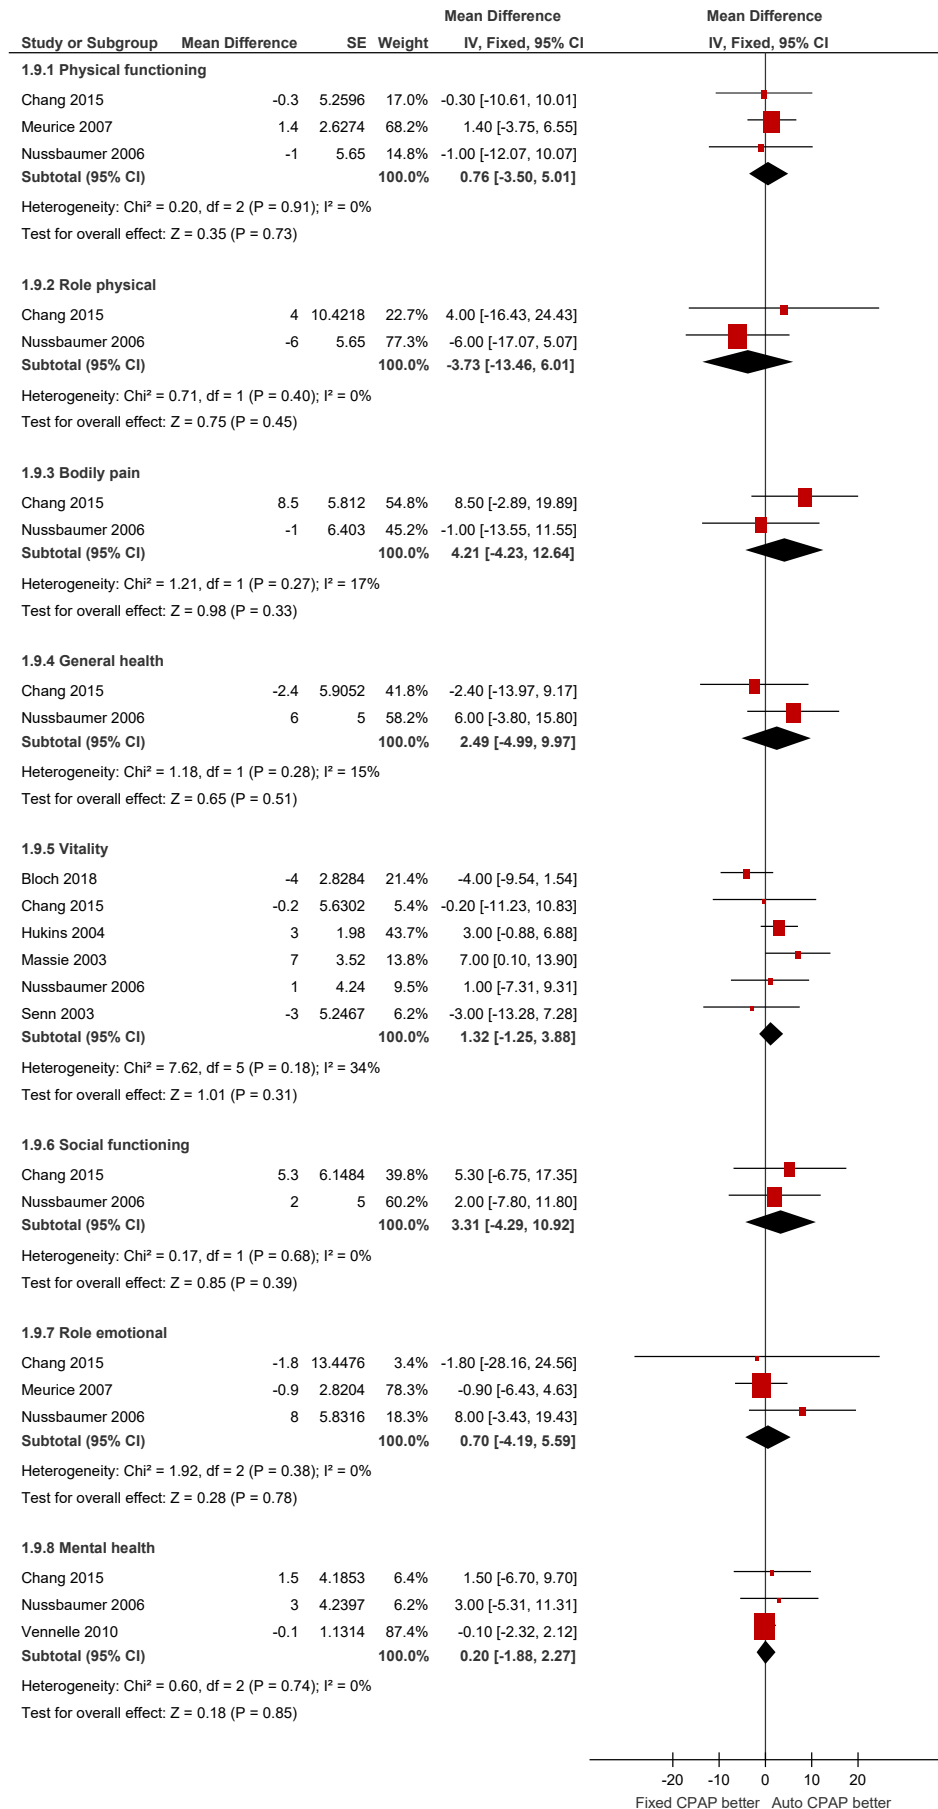 Mean Difference Mean Difference
Study or Subgroup Mean Difference SE Weight IV, Fixed, 95% CI IV, Fixed, 95% CI
1.9.1 Physical functioning
Chang 2015 -0.3 5.2596 17.0% -0.30 [-10.61, 10.01]
Meurice 2007 1.4 2.6274 68.2% 1.40 [-3.75, 6.55]
Nussbaumer 2006 -1 5.65 14.8% -1.00 [-12.07, 10.07]
Subtotal (95% CI) 100.0% 0.76 [-3.50, 5.01]
Heterogeneity: Chi² = 0.20, df = 2 (P = 0.91); I² = 0%
Test for overall effect: Z = 0.35 (P = 0.73)
1.9.2 Role physical
Chang 2015 4 10.4218 22.7% 4.00 [-16.43, 24.43]
Nussbaumer 2006 -6 5.65 77.3% -6.00 [-17.07, 5.07]
Subtotal (95% CI) 100.0% -3.73 [-13.46, 6.01]
Heterogeneity: Chi² = 0.71, df = 1 (P = 0.40); I² = 0%
Test for overall effect: Z = 0.75 (P = 0.45)
1.9.3 Bodily pain
Chang 2015 8.5 5.812 54.8% 8.50 [-2.89, 19.89]
Nussbaumer 2006 -1 6.403 45.2% -1.00 [-13.55, 11.55]
Subtotal (95% CI) 100.0% 4.21 [-4.23, 12.64]
Heterogeneity: Chi² = 1.21, df = 1 (P = 0.27); I² = 17%
Test for overall effect: Z = 0.98 (P = 0.33)
1.9.4 General health
Chang 2015 -2.4 5.9052 41.8% -2.40 [-13.97, 9.17]
Nussbaumer 2006 6 5 58.2% 6.00 [-3.80, 15.80]
Subtotal (95% CI) 100.0% 2.49 [-4.99, 9.97]
Heterogeneity: Chi² = 1.18, df = 1 (P = 0.28); I² = 15%
Test for overall effect: Z = 0.65 (P = 0.51)
1.9.5 Vitality
Bloch 2018 -4 2.8284 21.4% -4.00 [-9.54, 1.54]
Chang 2015 -0.2 5.6302 5.4% -0.20 [-11.23, 10.83]
Hukins 2004 3 1.98 43.7% 3.00 [-0.88, 6.88]
Massie 2003 7 3.52 13.8% 7.00 [0.10, 13.90]
Nussbaumer 2006 1 4.24 9.5% 1.00 [-7.31, 9.31]
Senn 2003 -3 5.2467 6.2% -3.00 [-13.28, 7.28]
Subtotal (95% CI) 100.0% 1.32 [-1.25, 3.88]
Heterogeneity: Chi² = 7.62, df = 5 (P = 0.18); I² = 34%
Test for overall effect: Z = 1.01 (P = 0.31)
1.9.6 Social functioning
Chang 2015 5.3 6.1484 39.8% 5.30 [-6.75, 17.35]
Nussbaumer 2006 2 5 60.2% 2.00 [-7.80, 11.80]
Subtotal (95% CI) 100.0% 3.31 [-4.29, 10.92]
Heterogeneity: Chi² = 0.17, df = 1 (P = 0.68); I² = 0%
Test for overall effect: Z = 0.85 (P = 0.39)
1.9.7 Role emotional
Chang 2015 -1.8 13.4476 3.4% -1.80 [-28.16, 24.56]
Meurice 2007 -0.9 2.8204 78.3% -0.90 [-6.43, 4.63]
Nussbaumer 2006 8 5.8316 18.3% 8.00 [-3.43, 19.43]
Subtotal (95% CI) 100.0% 0.70 [-4.19, 5.59]
Heterogeneity: Chi² = 1.92, df = 2 (P = 0.38); I² = 0%
Test for overall effect: Z = 0.28 (P = 0.78)
1.9.8 Mental health
Chang 2015 1.5 4.1853 6.4% 1.50 [-6.70, 9.70]
Nussbaumer 2006 3 4.2397 6.2% 3.00 [-5.31, 11.31]
Vennelle 2010 -0.1 1.1314 87.4% -0.10 [-2.32, 2.12]
Subtotal (95% CI) 100.0% 0.20 [-1.88, 2.27]
Heterogeneity: Chi² = 0.60, df = 2 (P = 0.74); I² = 0%
Test for overall effect: Z = 0.18 (P = 0.85)
-20 -10 0 10 20
Fixed CPAP better Auto CPAP better